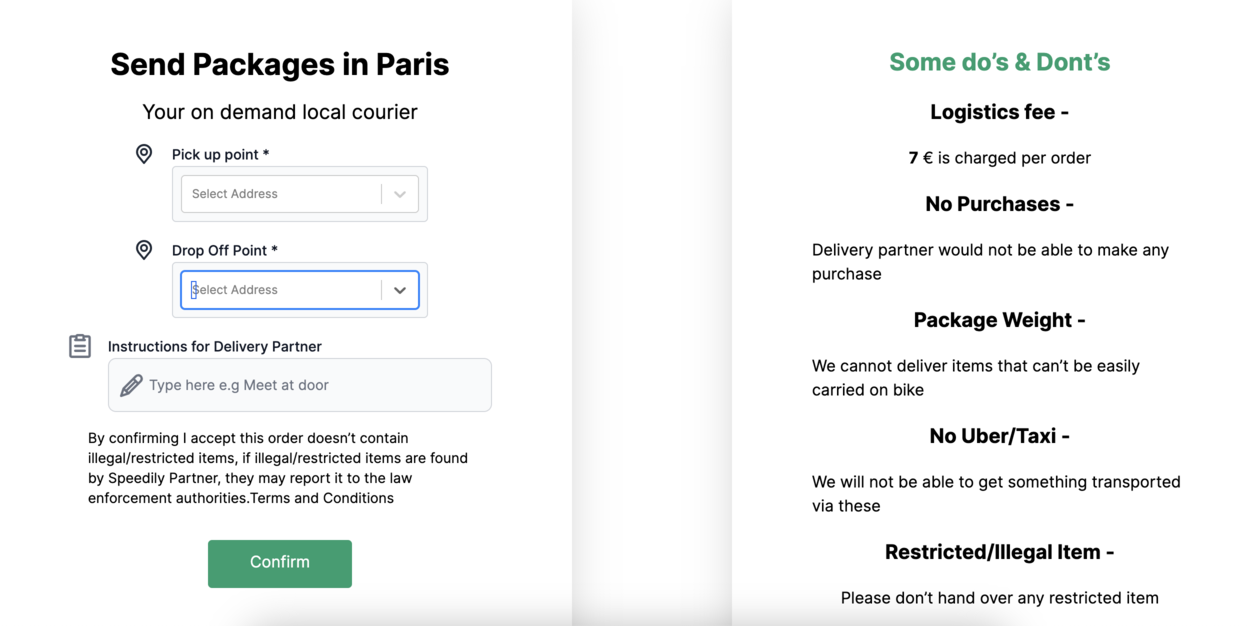 Send Packages in Paris
Your on demand local courier
Pick up point *
Select Address
Drop Off Point *
Select Address
Instructions for Delivery Partner
Type here e.g Meet at door
By confirming I accept this order doesn’t contain
illegal/restricted items, if illegal/restricted items are found
by Speedily Partner, they may report it to the law
enforcement authorities.Terms and Conditions
Confirm
Some do’s & Dont’s
Logistics fee -
7 € is charged per order
No Purchases -
Delivery partner would not be able to make any
purchase
Package Weight -
We cannot deliver items that can’t be easily
carried on bike
No Uber/Taxi -
We will not be able to get something transported
via these
Restricted/Illegal Item -
Please don’t hand over any restricted item